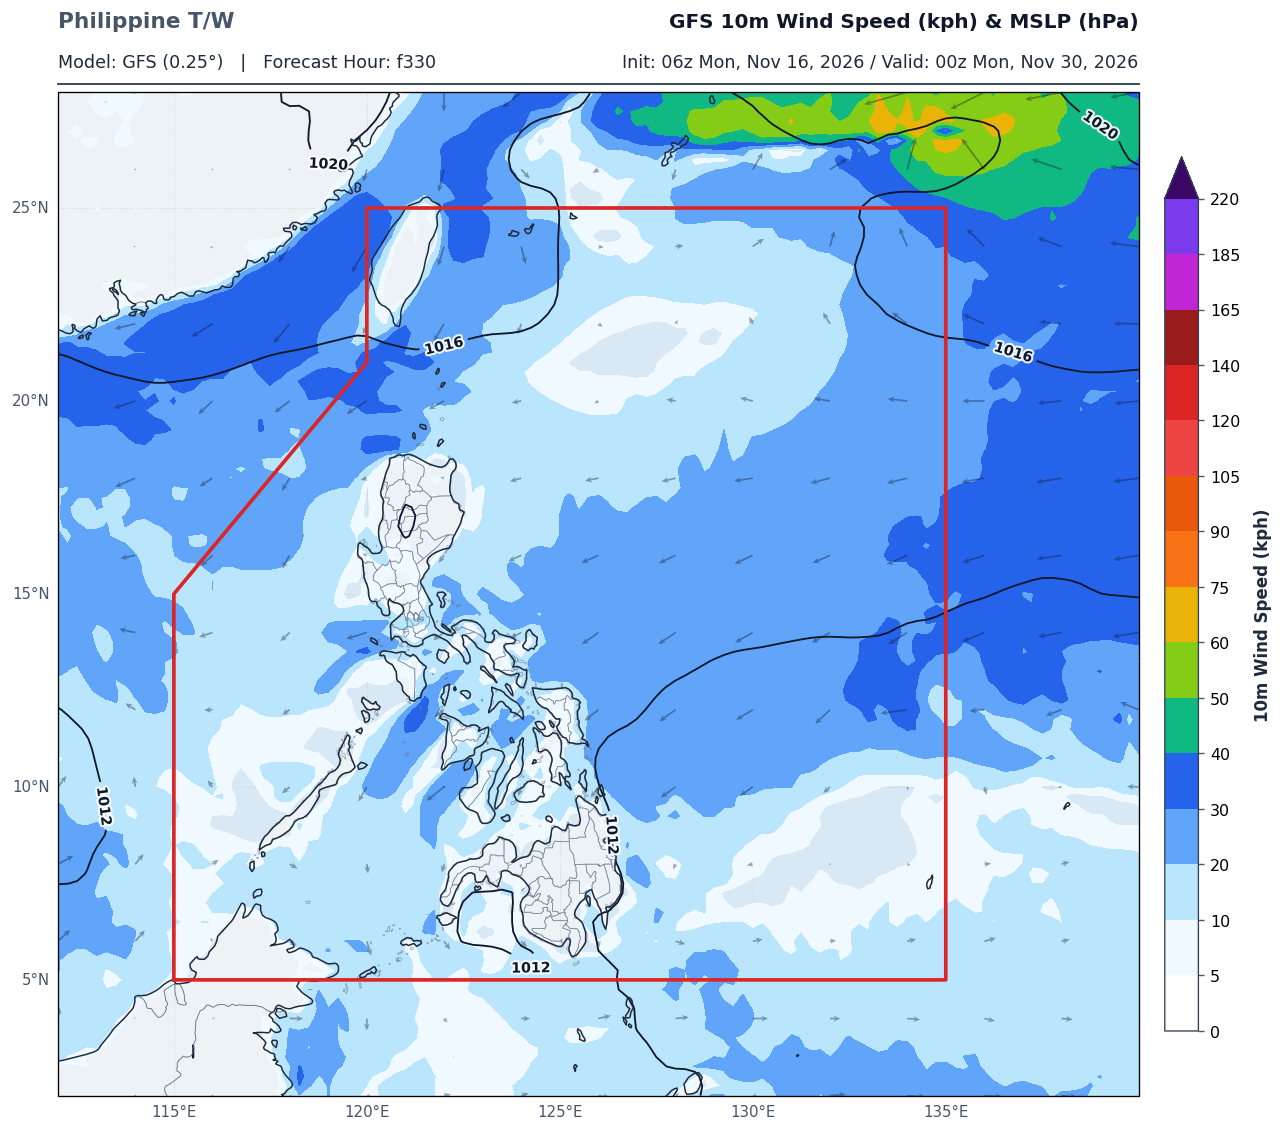 Philippine T/W
GFS 10m Wind Speed (kph) & MSLP (hPa)
Model: GFS (0.25°) | Forecast Hour: f330
Init: 06z Mon, Nov 16, 2026 / Valid: 00z Mon, Nov 30, 2026
1020
1020
25°N
1016
1016
20°N
15°N
10°N
1012
1012
1012
5°N
115°E
120°E
125°E
130°E
135°E
220
185
165
140
120
105
90
75
60
50
40
30
20
10
5
0
10m Wind Speed (kph)